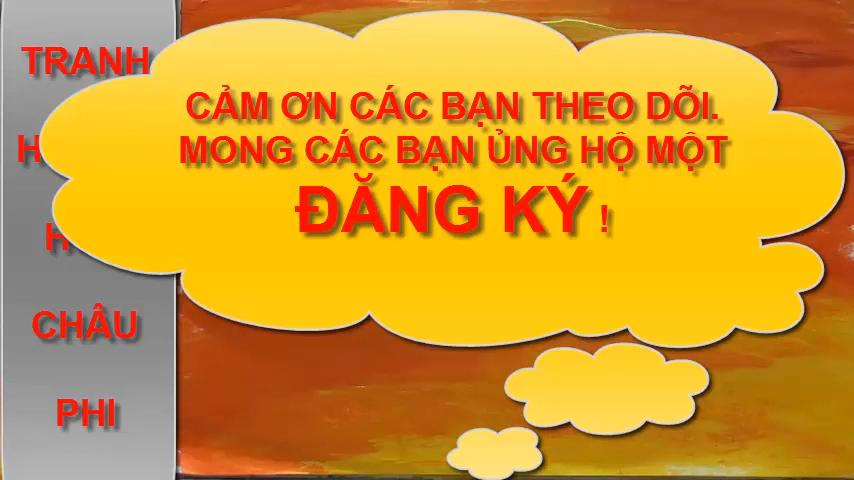 TRANH
CHÂU
PHI
CẢM ƠN CÁC BẠN THEO DÕI.
MONG CÁC BẠN ỦNG HỘ MỘT
ĐĂNG KÝ !